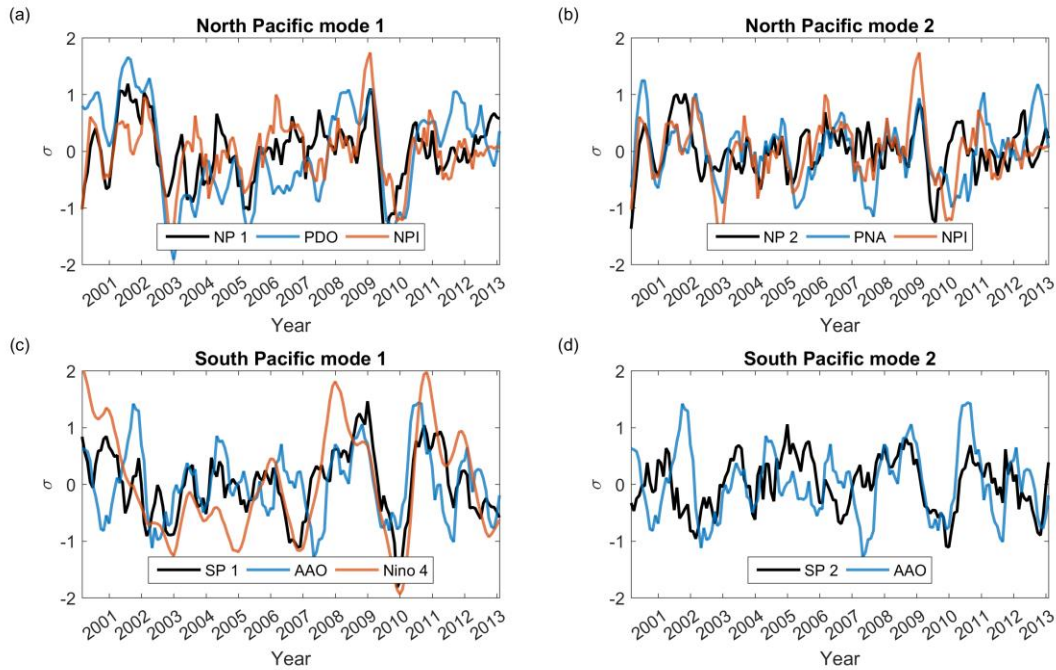 (a)
North Pacific mode 1
2
1
0
-1
-2
σ
NP 1 PDO NPI
2001 2002 2003 2004 2005 2006 2007 2008 2009 2010 2011 2012 2013
Year
(b)
North Pacific mode 2
2
1
0
-1
-2
σ
NP 2 PNA NPI
2001 2002 2003 2004 2005 2006 2007 2008 2009 2010 2011 2012 2013
Year
(c)
South Pacific mode 1
2
1
0
-1
-2
σ
SP 1 AAO Nino 4
2001 2002 2003 2004 2005 2006 2007 2008 2009 2010 2011 2012 2013
Year
(d)
South Pacific mode 2
2
1
0
-1
-2
σ
SP 2 AAO
2001 2002 2003 2004 2005 2006 2007 2008 2009 2010 2011 2012 2013
Year